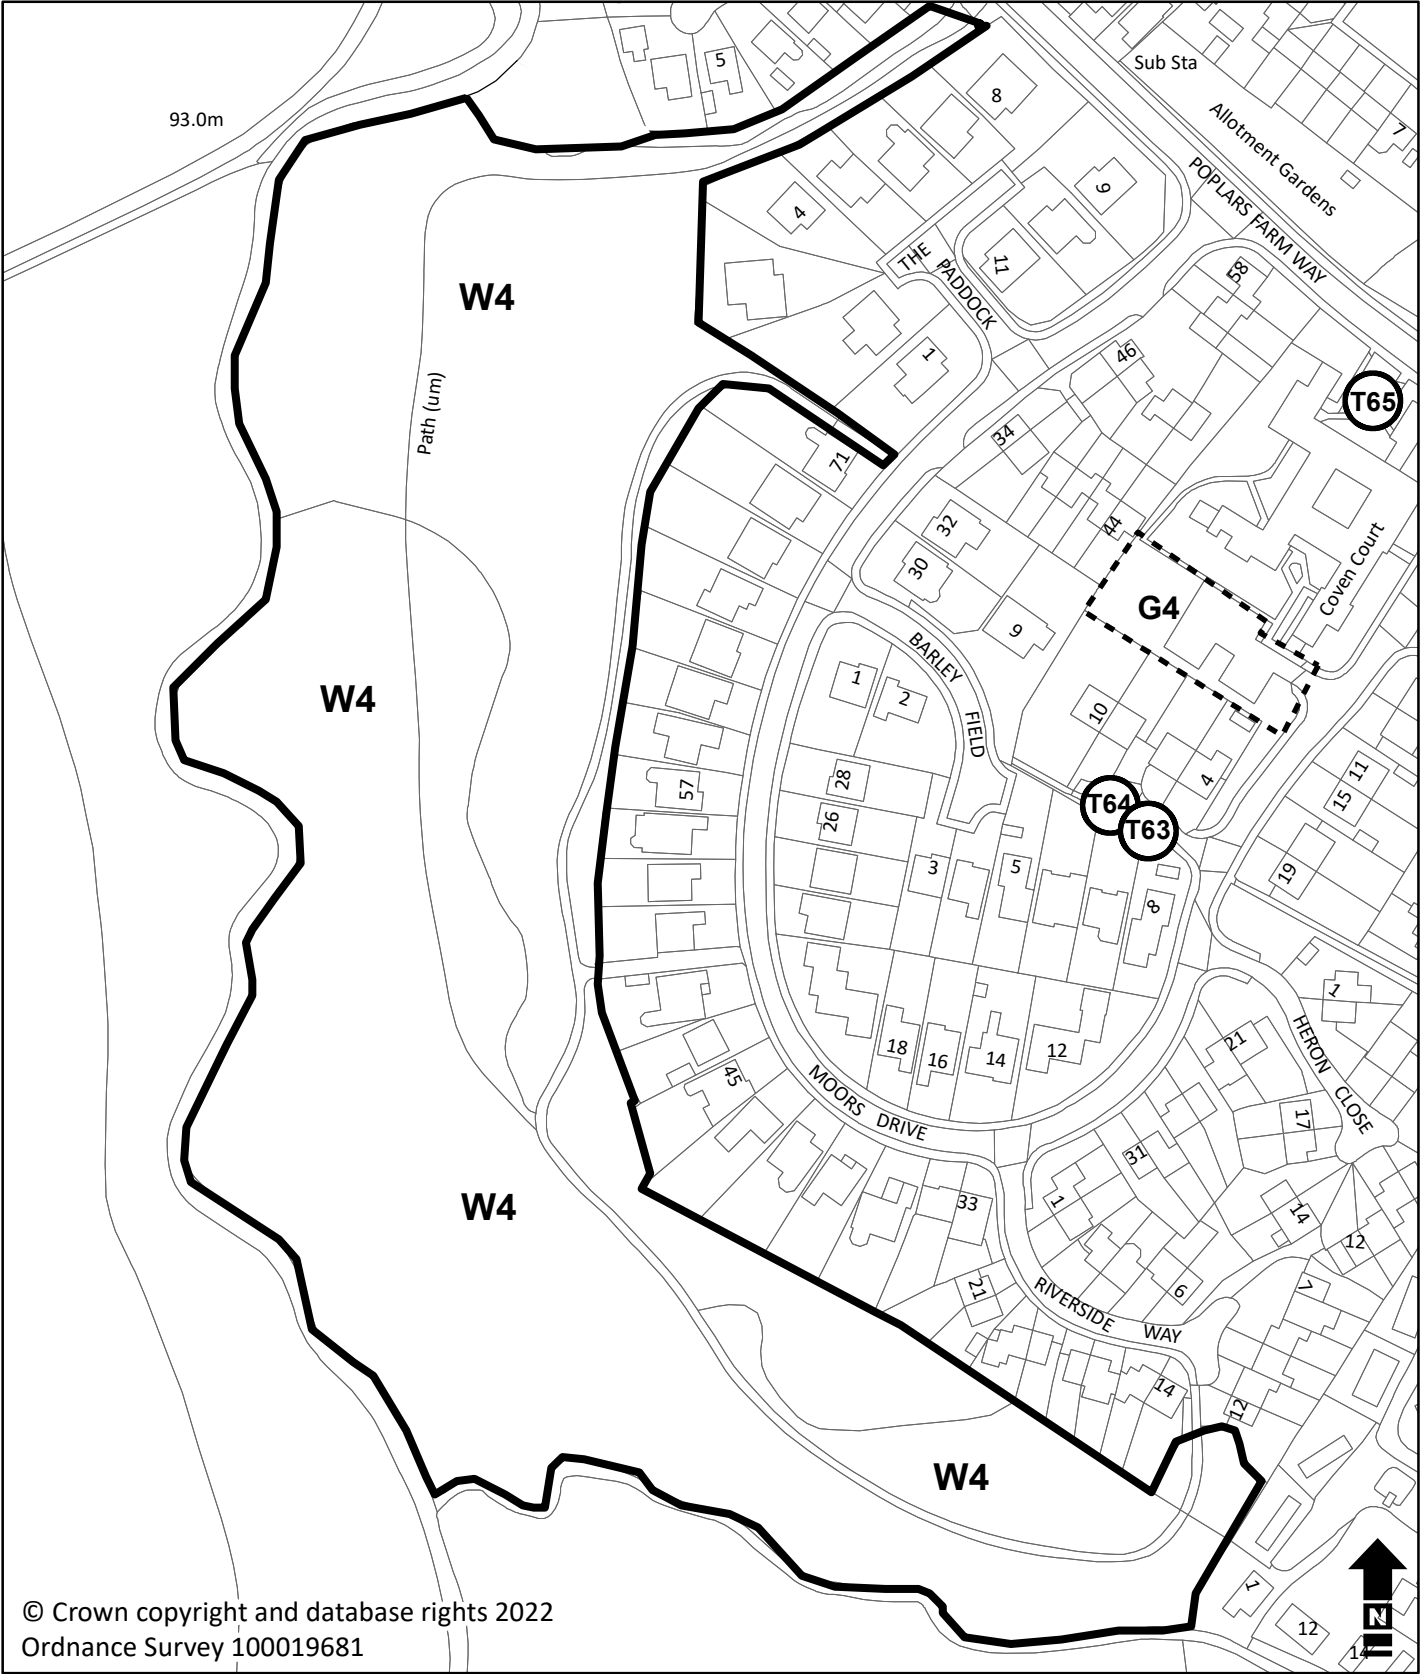 5
Sub Sta
93.0m
8
Allotment Gardens
7
POPLARS FARM WAY
9
4
THE PADDOCK
11
58
W4
1
46
T65
Path (um)
34
71
32
44
30
Coven Court
G4
9
BARLEY FIELD
1
2
W4
10
28
57
4
11
15
26
T64
T63
3
5
19
8
1
18
16
14
12
21
HERON CLOSE
45
MOORS DRIVE
17
31
W4
33
1
14
12
21
6
7
RIVERSIDE WAY
14
12
W4
1
N
12
14
© Crown copyright and database rights 2022
Ordnance Survey 100019681